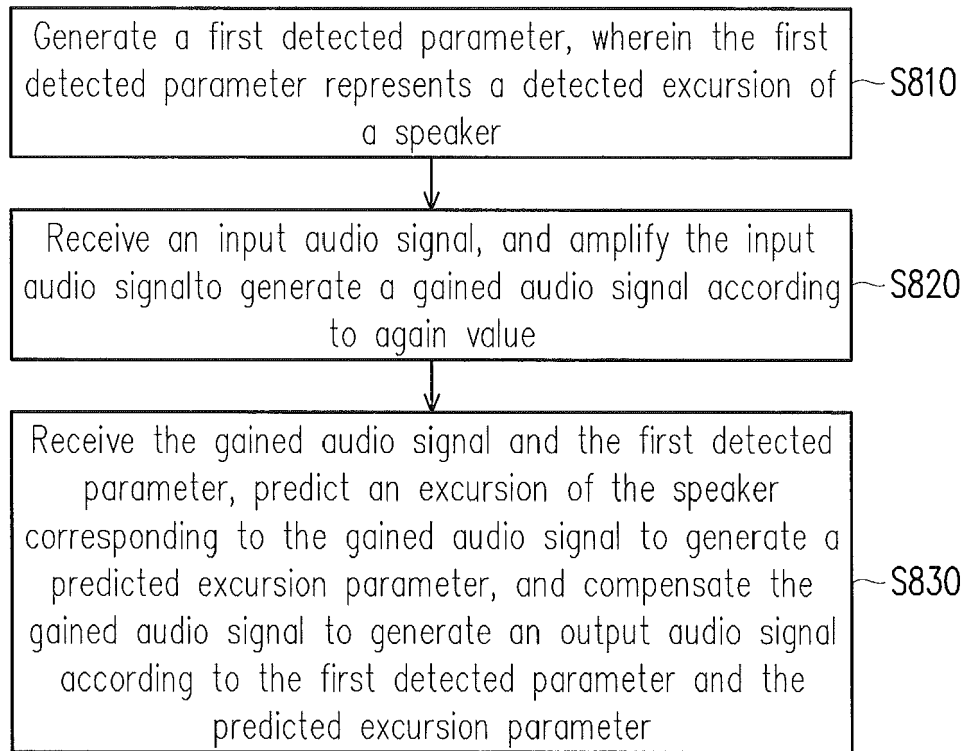 Generate a first detected parameter, wherein the first
detected parameter represents a detected excursion of
a speaker
S810
Receive an input audio signal, and amplify the input
audio signalto generate a gained audio signal according
to again value
S820
Receive the gained audio signal and the first detected
parameter, predict an excursion of the speaker
corresponding to the gained audio signal to generate a
predicted excursion parameter, and compensate the
gained audio signal to generate an output audio signal
according to the first detected parameter and the
predicted excursion parameter
S830